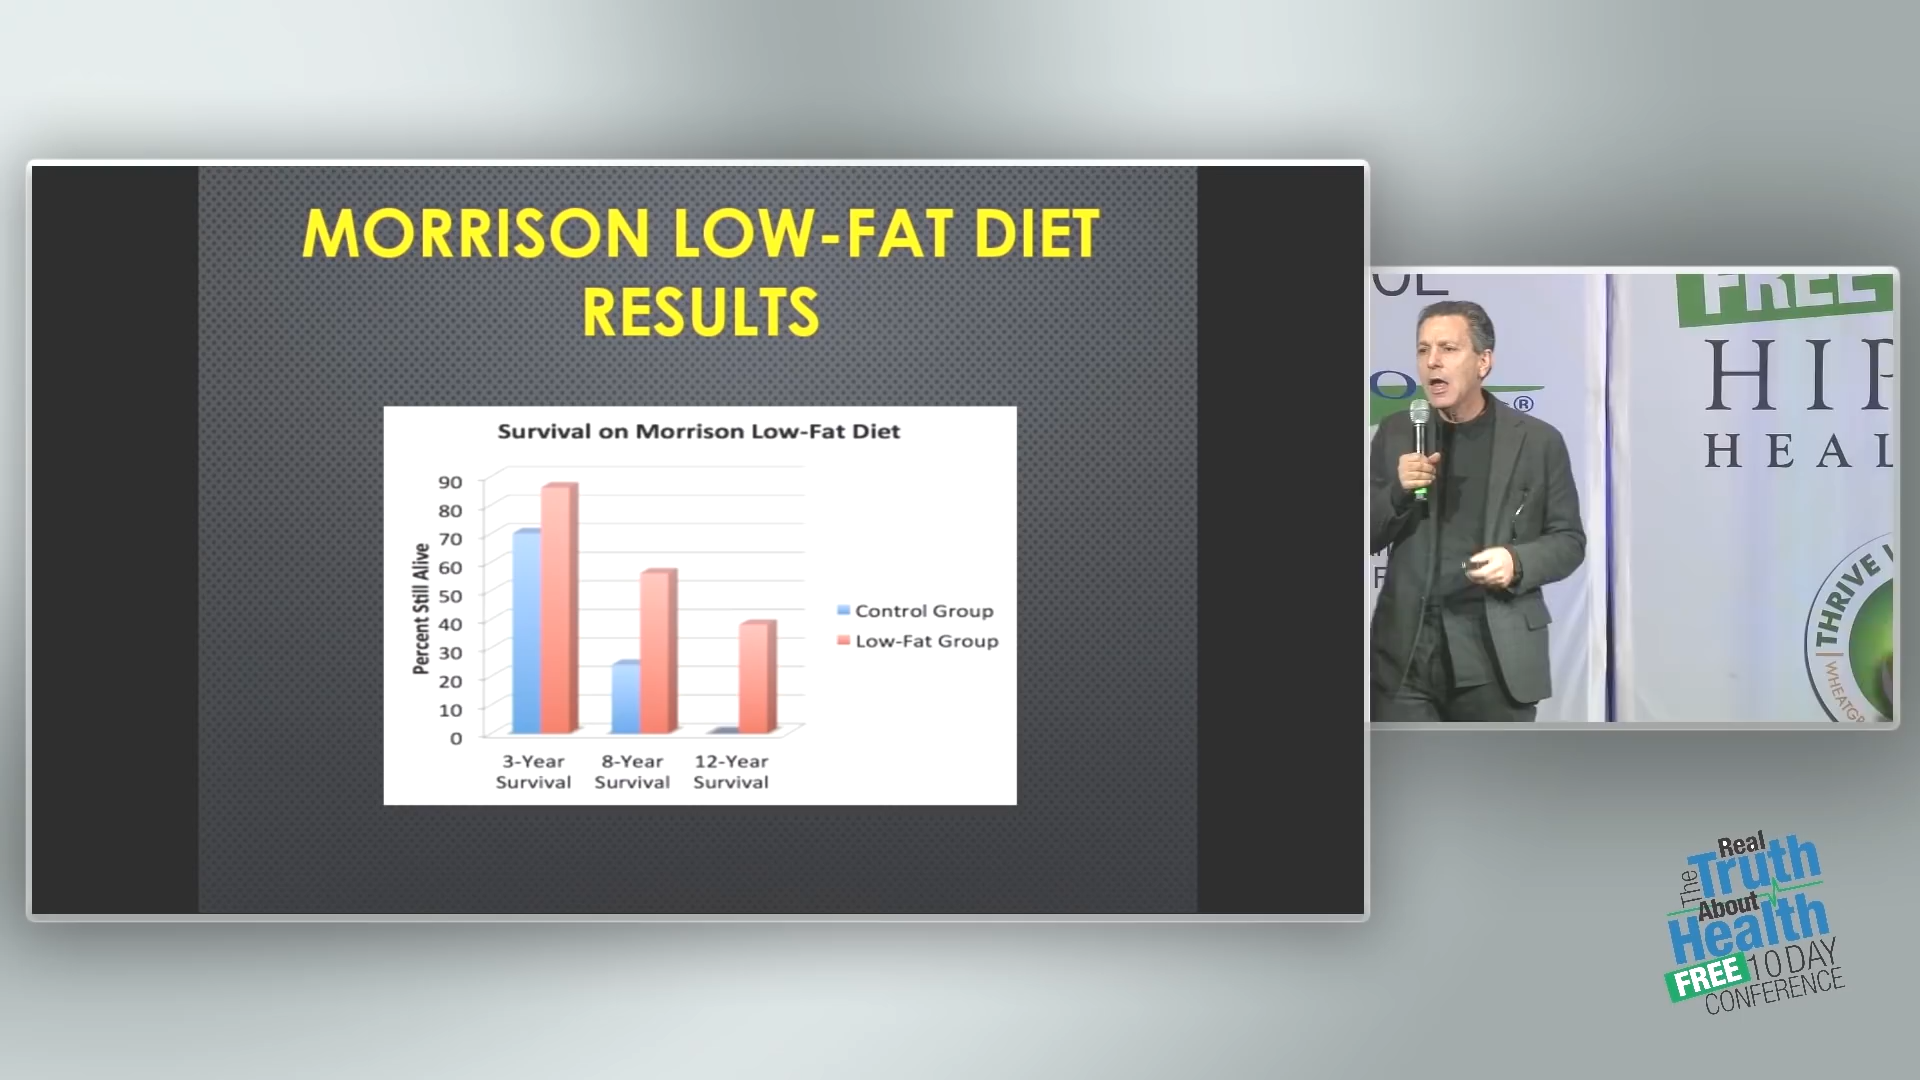 MORRISON LOW-FAT DIET
RESULTS
Survival on Morrison Low-Fat Diet
Percent Still Alive
90
80
70
60
50
40
30
20
10
0
3-Year
Survival
8-Year
Survival
12-Year
Survival
Control Group
Low-Fat Group
FREE
HIP
HEAL
THRIVE
WHEATGR
The Real
Truth
About
Health
FREE 10 DAY
CONFERENCE